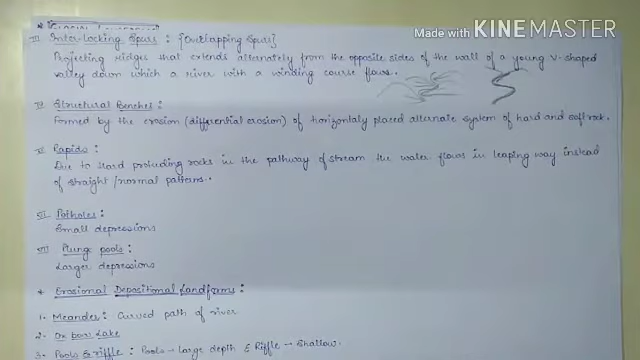 Made with KINEMASTER
III Inter-Locking Spurs : {Overlapping Spurs}
Projecting ridges that extends alternately from the opposite sides of the wall of a young V-shaped
valley down which a river with a winding course flows.
IV Structural Benches :
Formed by the erosion (differential erosion) of horizontaly placed alternate system of hard and soft rock.
V Rapids :
Due to Hard protuding rocks in the pathway of stream the water flows in leaping way instead
of straight/normal patterns.
VI Potholes :
Small depressions
VII Plunge pools :
Larger depressions
* Erosional Depositional Landforms :
1. Meander : Curved path of river
2. Ox bow Lake
3. Pools & riffle : Pools - Large depth & Riffle - Shallow.